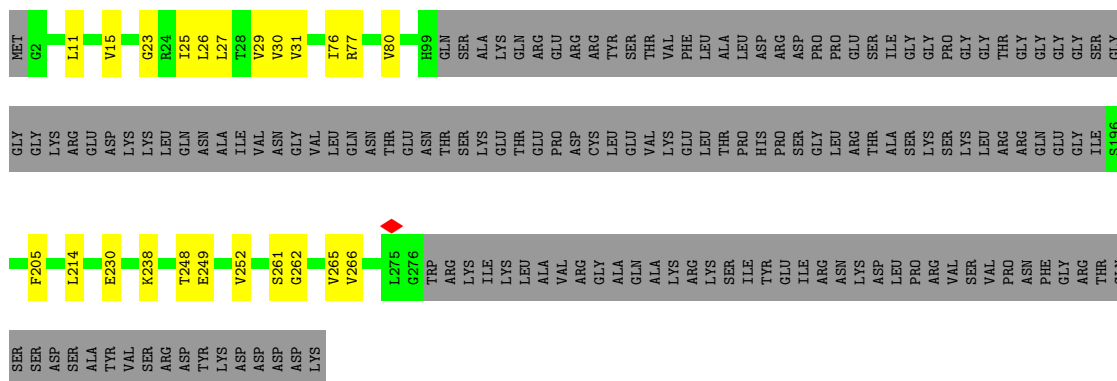 MET G2 L11 V15 G23 R24 I25 L26 L27 T28 V29 V30 V31 I76 R77 V80 H99 GLN SER ALA LYS GLN ARG GLU ARG ARG TYR SER THR VAL PHE LEU ALA LEU ASP ARG ASP PRO PRO GLU SER ILE GLY GLY PRO GLY GLY THR GLY GLY GLY GLY GLY SER GLY
GLY GLY LYS ARG GLU ASP LYS LYS LEU GLN ASN ALA ILE VAL ASN GLY VAL LEU GLN ASN THR GLU ASN THR SER LYS GLU THR GLU PRO ASP CYS LEU GLU VAL LYS GLU LEU THR PRO HIS PRO SER GLY LEU ARG THR ALA SER LYS SER LYS LEU ARG ARG GLN GLU GLY ILE S196
F205 L214 E230 K238 T248 E249 V252 S261 G262 V265 V266 L275 G276 TRP ARG LYS ILE LYS LEU ALA VAL ARG GLY ALA GLN ALA LYS ARG LYS SER ILE TYR GLU ILE ARG ASN LYS ASP LEU PRO ARG VAL SER VAL PRO ASN PHE GLY ARG THR
SER SER ASP SER ALA TYR VAL SER ARG ASP TYR LYS ASP ASP ASP ASP LYS